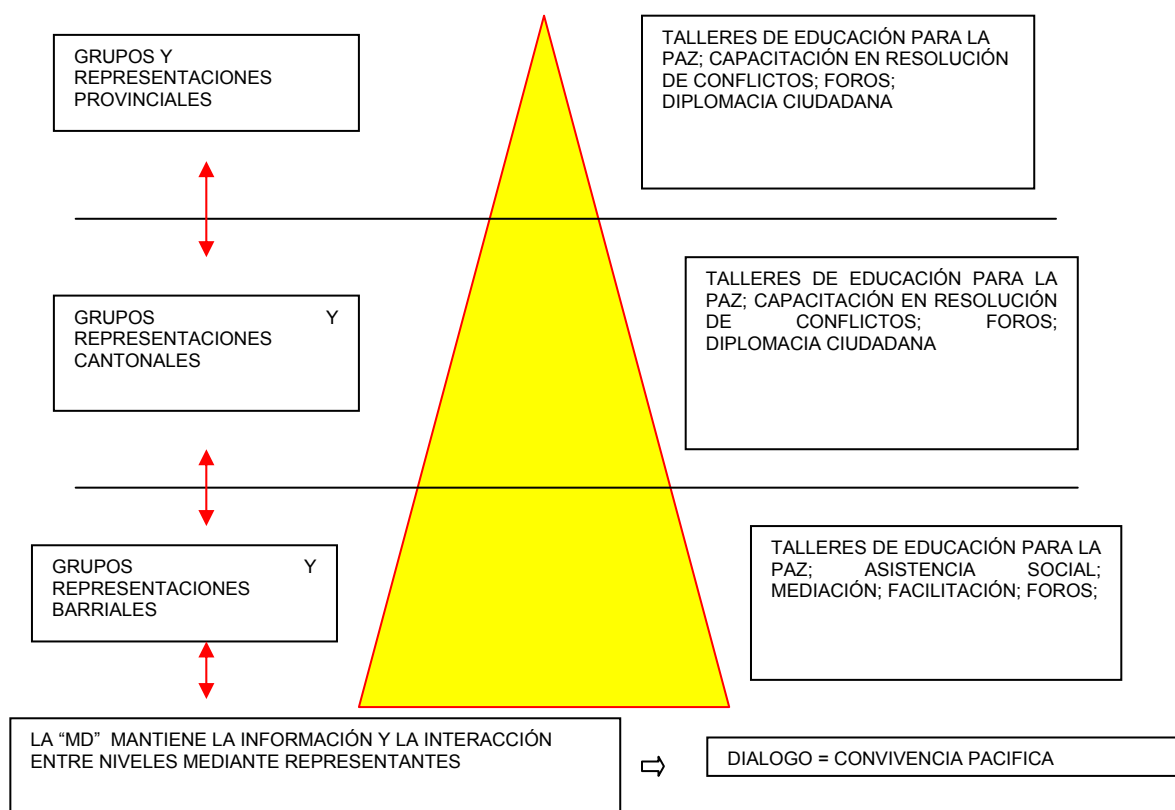 GRUPOS Y
REPRESENTACIONES
PROVINCIALES
TALLERES DE EDUCACIÓN PARA LA
PAZ; CAPACITACIÓN EN RESOLUCIÓN
DE CONFLICTOS; FOROS;
DIPLOMACIA CIUDADANA
GRUPOS Y
REPRESENTACIONES
CANTONALES
TALLERES DE EDUCACIÓN PARA LA
PAZ; CAPACITACIÓN EN RESOLUCIÓN
DE CONFLICTOS; FOROS;
DIPLOMACIA CIUDADANA
GRUPOS Y
REPRESENTACIONES
BARRIALES
TALLERES DE EDUCACIÓN PARA LA
PAZ; ASISTENCIA SOCIAL;
MEDIACIÓN; FACILITACIÓN; FOROS;
LA “MD” MANTIENE LA INFORMACIÓN Y LA INTERACCIÓN
ENTRE NIVELES MEDIANTE REPRESENTANTES
DIALOGO = CONVIVENCIA PACIFICA